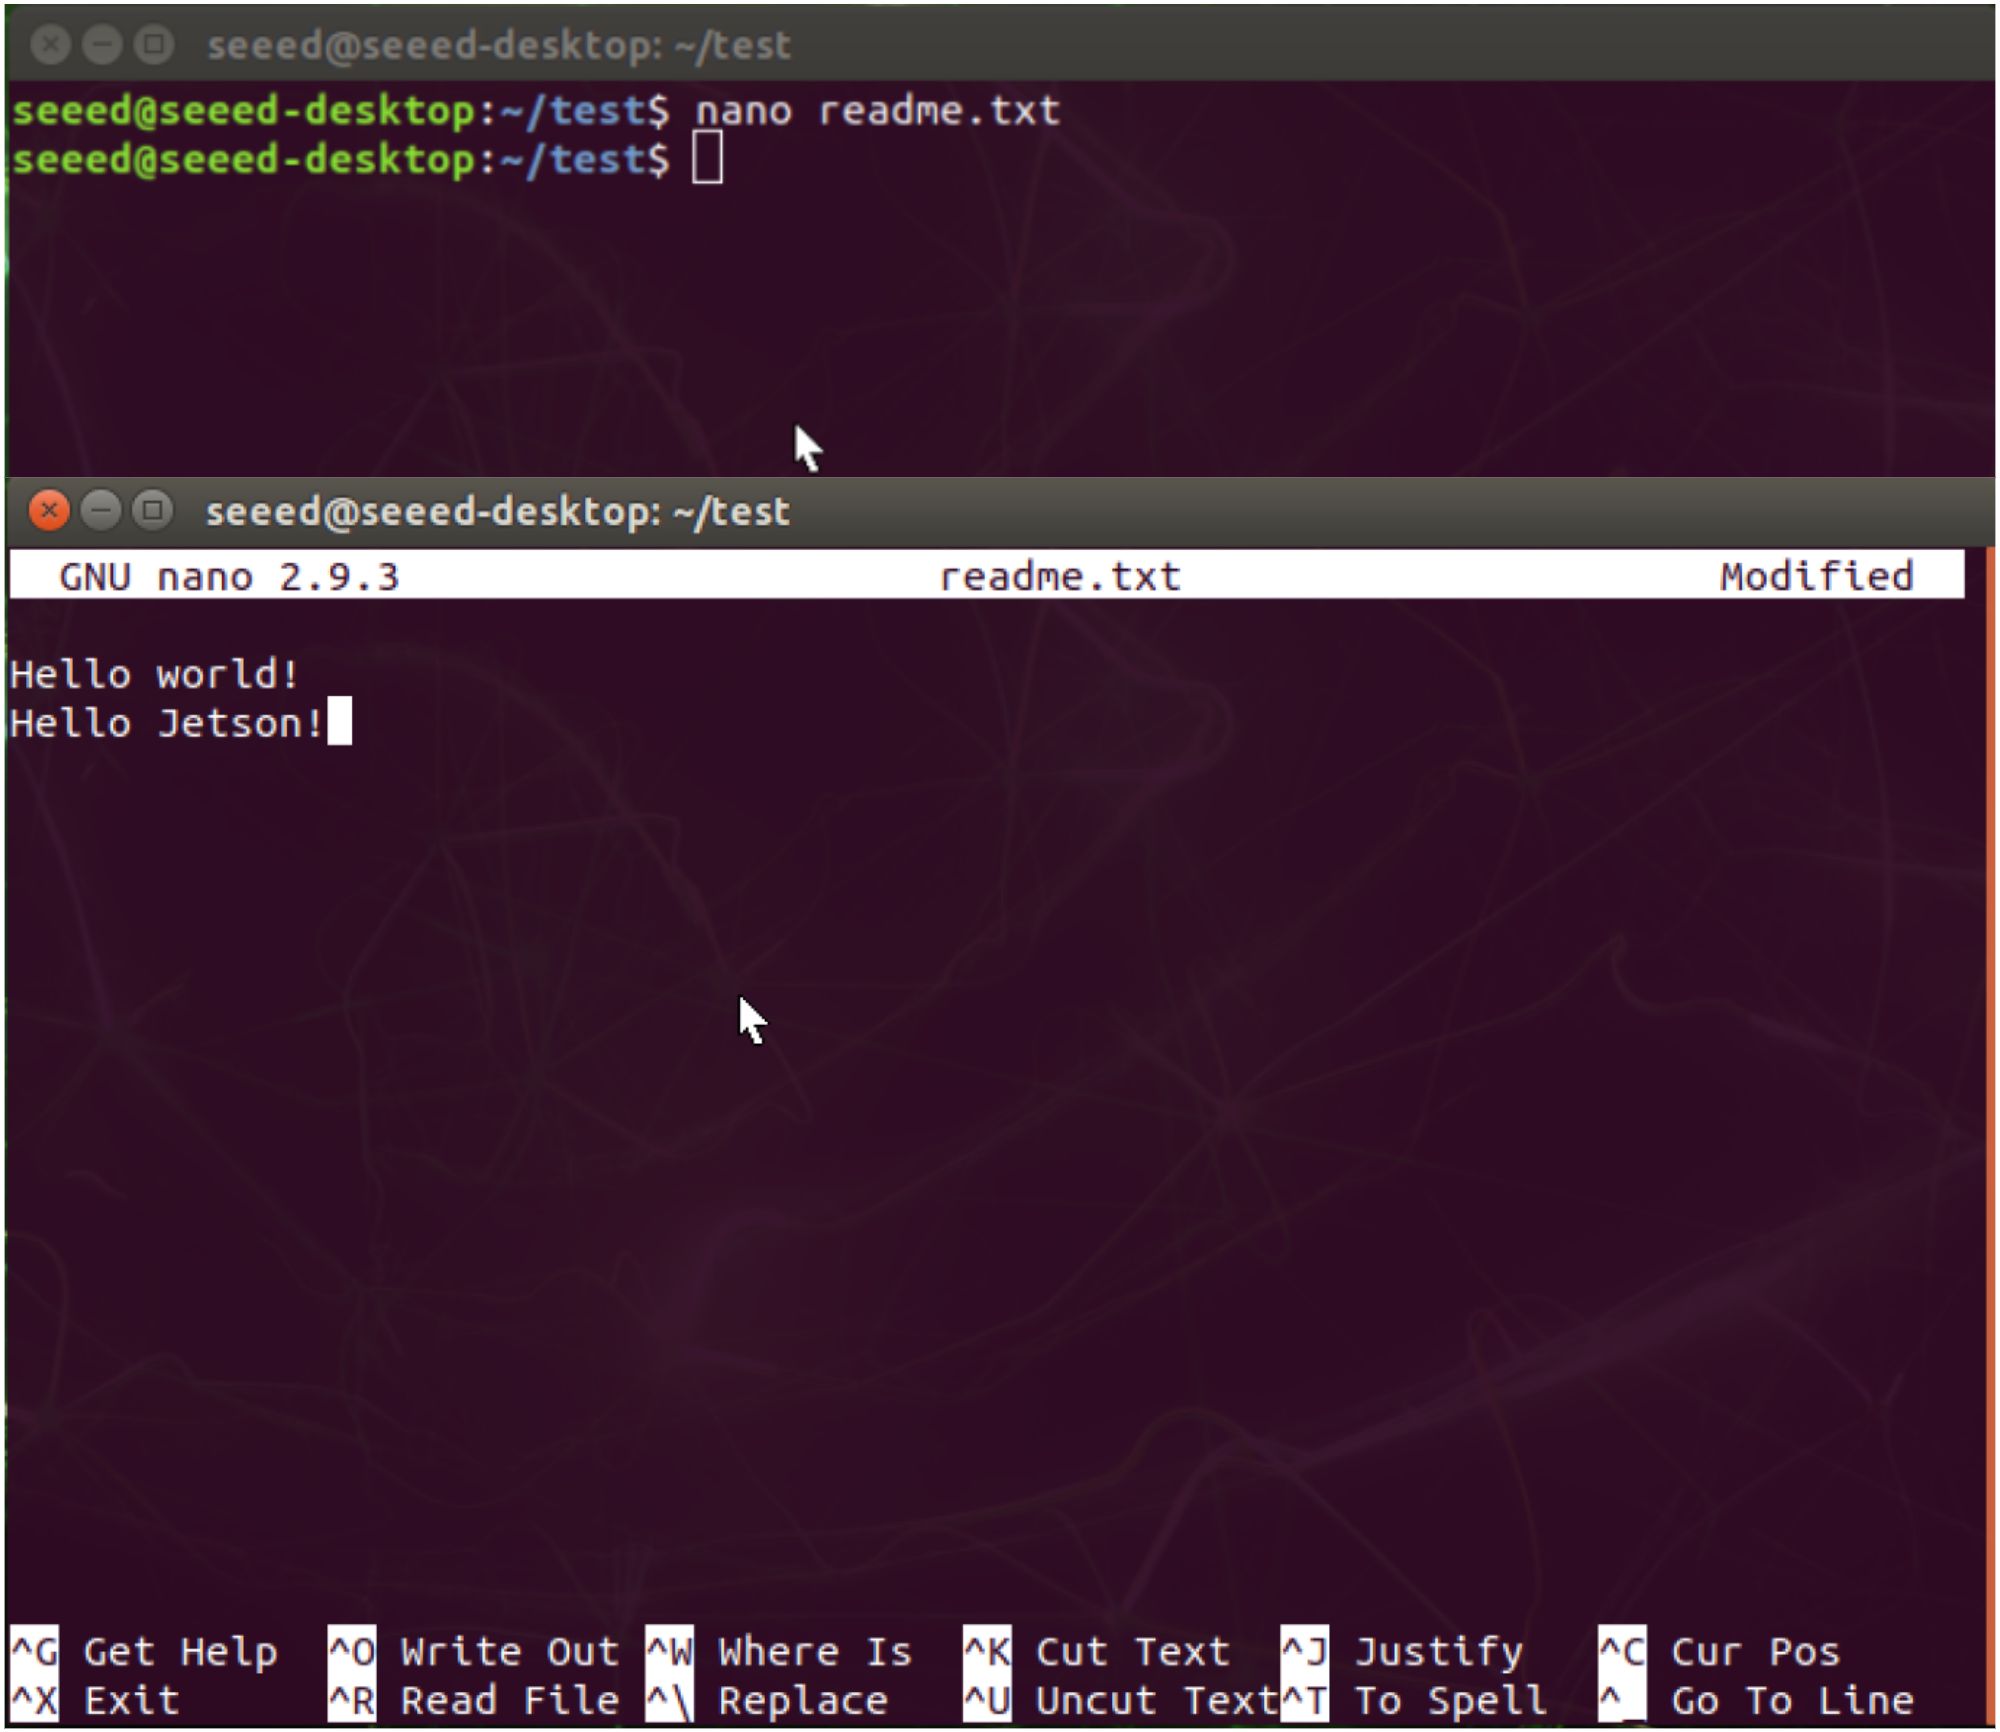 seeed@seeed-desktop: ~/test
seeed@seeed-desktop:~/test$ nano readme.txt
seeed@seeed-desktop:~/test$
seeed@seeed-desktop: ~/test
GNU nano 2.9.3 readme.txt Modified
Hello world!
Hello Jetson!
^G Get Help ^O Write Out ^W Where Is ^K Cut Text ^J Justify ^C Cur Pos
^X Exit ^R Read File ^\ Replace ^U Uncut Text ^T To Spell ^_ Go To Line